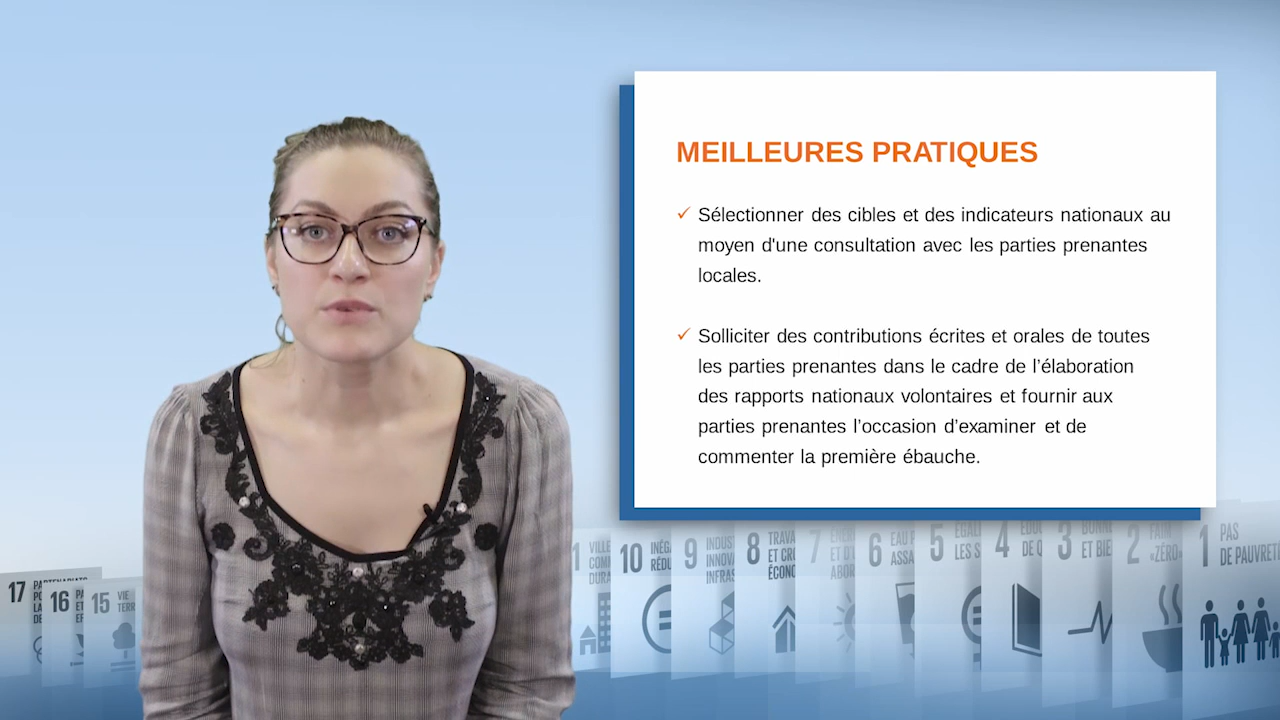 MEILLEURES PRATIQUES
✓ Sélectionner des cibles et des indicateurs nationaux au
moyen d'une consultation avec les parties prenantes
locales.
✓ Solliciter des contributions écrites et orales de toutes
les parties prenantes dans le cadre de l’élaboration
des rapports nationaux volontaires et fournir aux
parties prenantes l’occasion d’examiner et de
commenter la première ébauche.
17
16
15 VIE
10
9
8
7
6
5
4
3
2
1 PAS
DE PAUVRETÉ